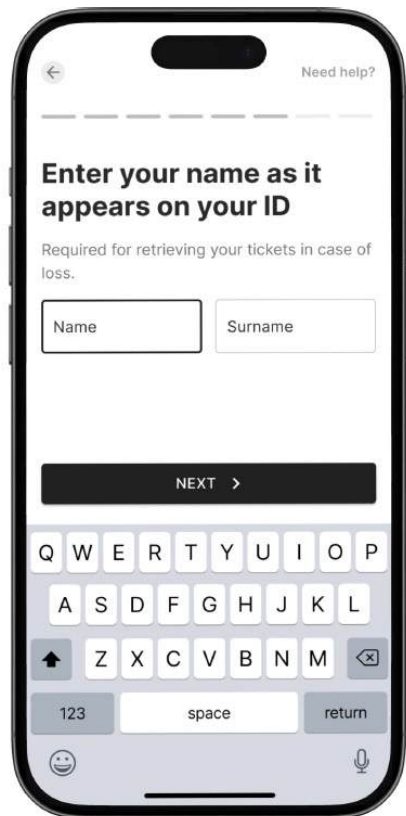 Need help?
Enter your name as it
appears on your ID
Required for retrieving your tickets in case of
loss.
Name Surname
NEXT
Q W E R T Y U I O P
A S D F G H J K L
Z X C V B N M
123 space return